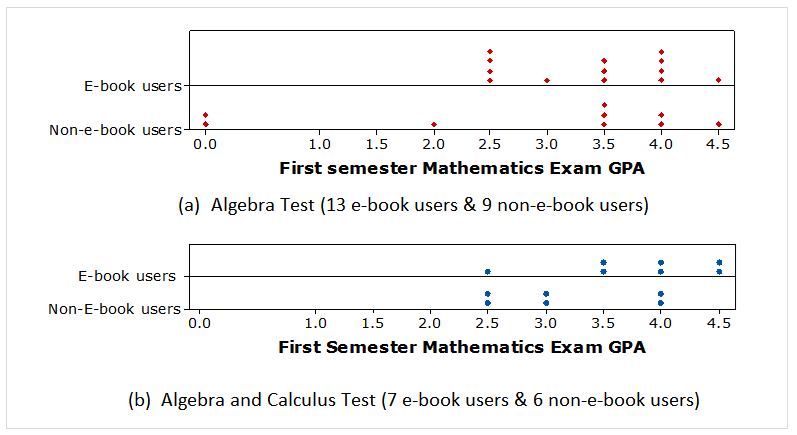 E-book users
Non-e-book users
0.0 1.0 1.5 2.0 2.5 3.0 3.5 4.0 4.5
First semester Mathematics Exam GPA
(a) Algebra Test (13 e-book users & 9 non-e-book users)
E-book users
Non-E-book users
0.0 1.0 1.5 2.0 2.5 3.0 3.5 4.0 4.5
First Semester Mathematics Exam GPA
(b) Algebra and Calculus Test (7 e-book users & 6 non-e-book users)